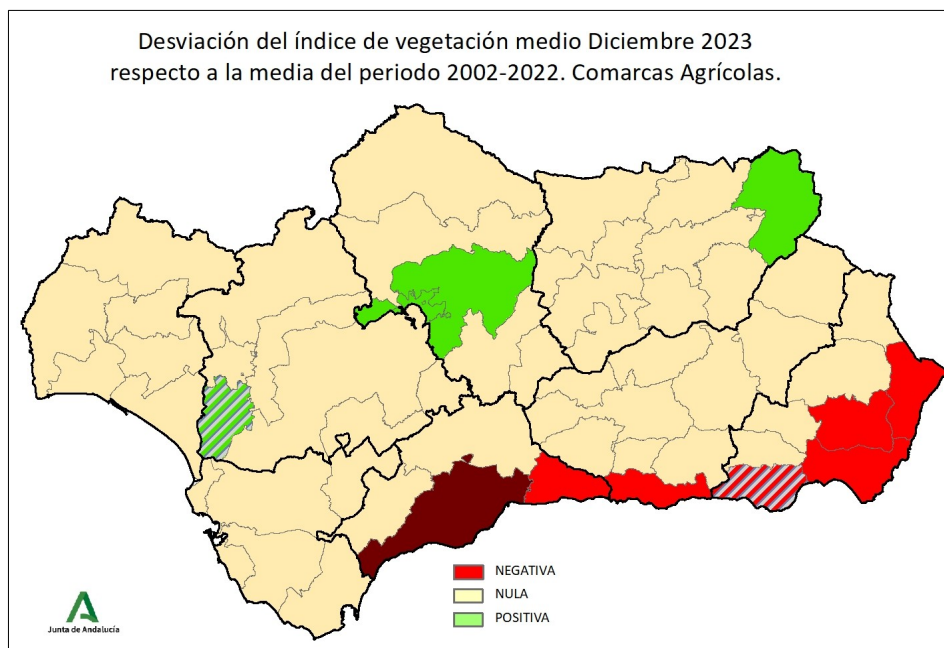 Desviación del índice de vegetación medio Diciembre 2023
respecto a la media del periodo 2002-2022. Comarcas Agrícolas.
NEGATIVA
NULA
POSITIVA
Junta de Andalucía